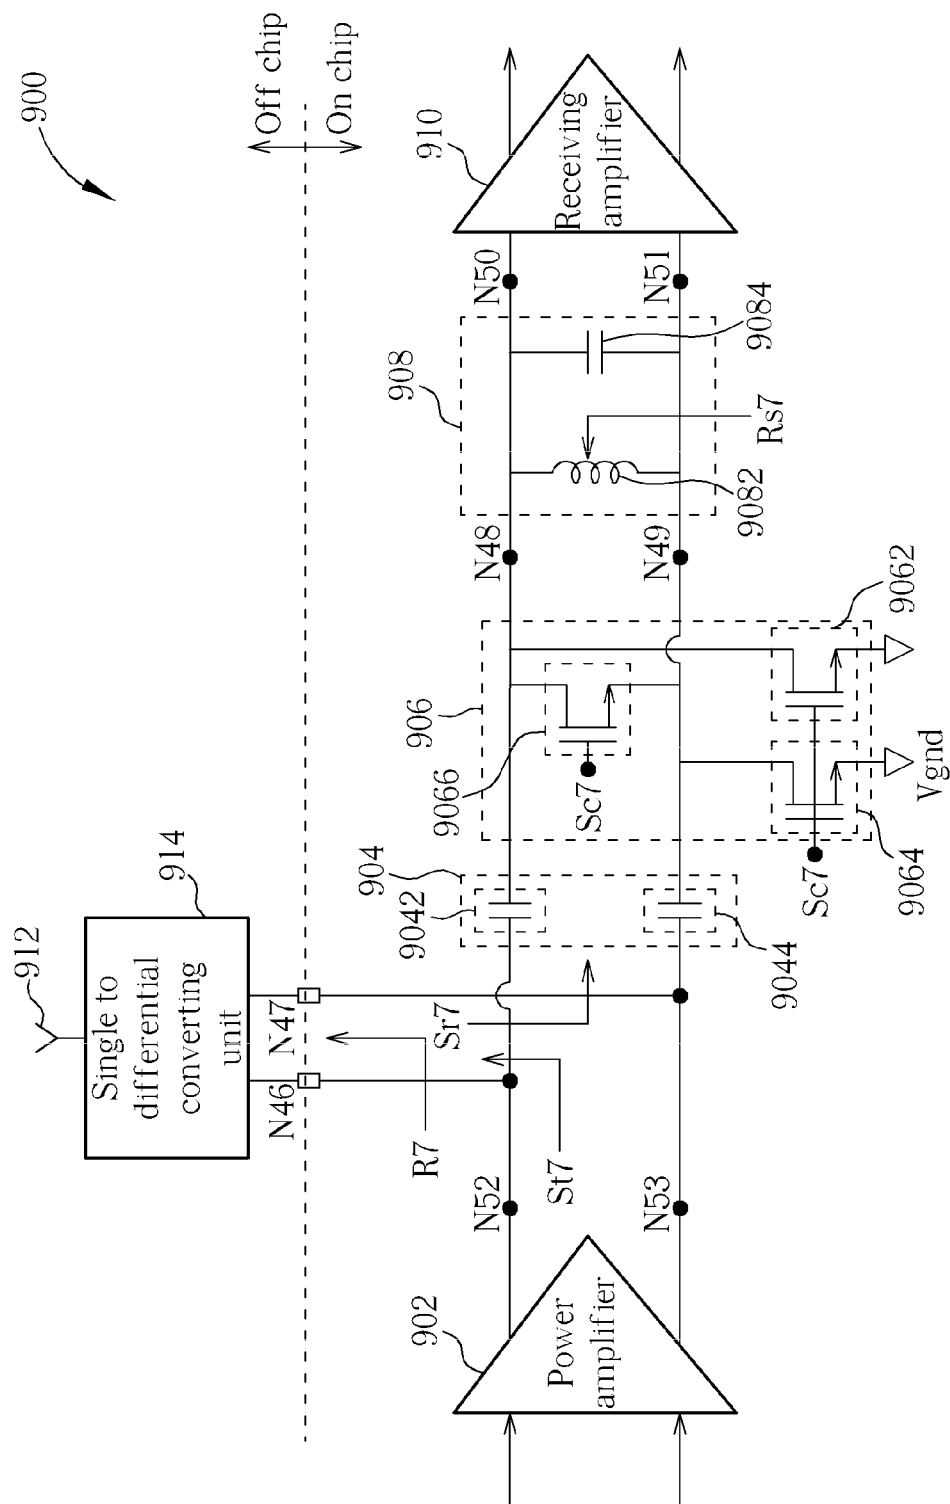 900
Off chip
On chip
912
914
Single to
differential
converting
unit
N46
N47
R7
St7
Sr7
902
Power
amplifier
N52
N53
904
9042
9044
906
9066
Sc7
Sc7
9064
9062
Vgnd
N48
N49
908
9082
9084
Rs7
N50
N51
910
Receiving
amplifier